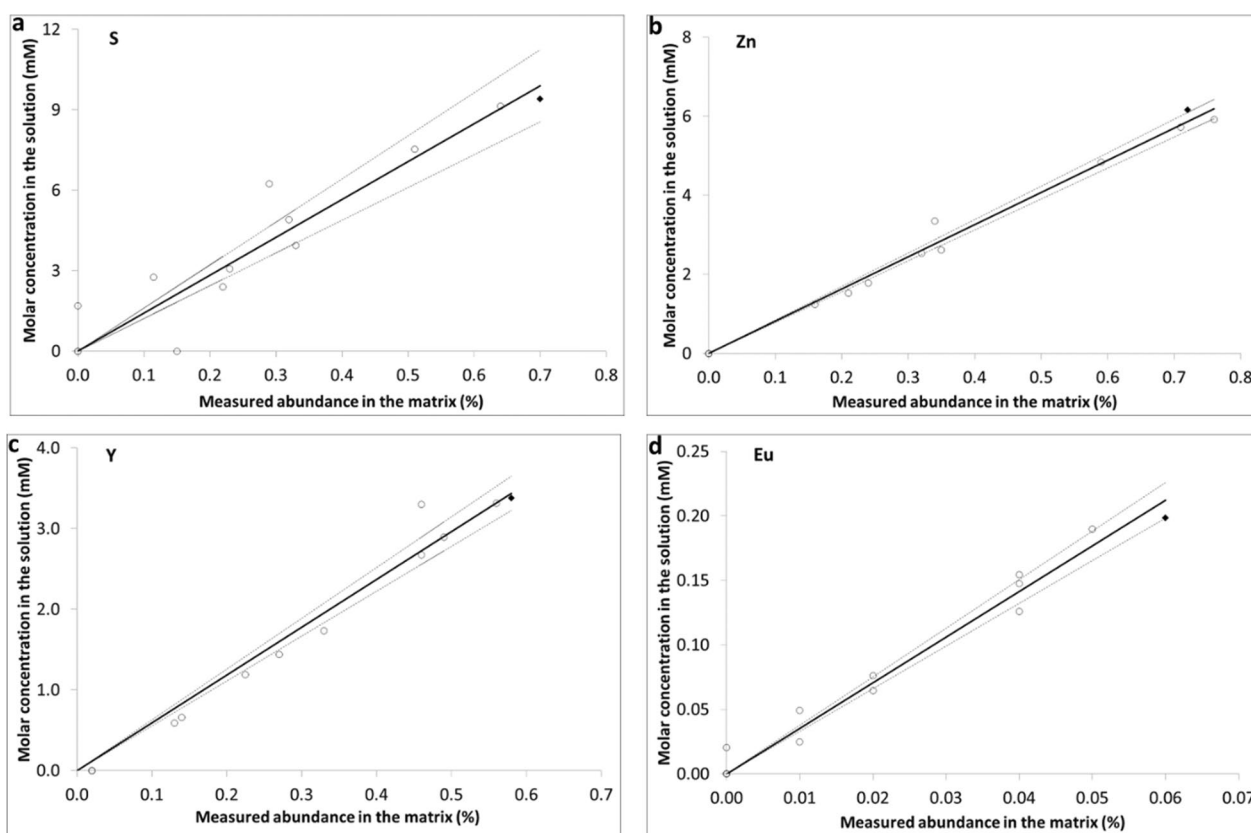 a
S
Molar concentration in the solution (mM)
12
9
6
3
0
0.0 0.1 0.2 0.3 0.4 0.5 0.6 0.7 0.8
Measured abundance in the matrix (%)
b
Zn
Molar concentration in the solution (mM)
8
6
4
2
0
0.0 0.1 0.2 0.3 0.4 0.5 0.6 0.7 0.8
Measured abundance in the matrix (%)
c
Y
Molar concentration in the solution (mM)
4.0
3.0
2.0
1.0
0.0
0.0 0.1 0.2 0.3 0.4 0.5 0.6 0.7
Measured abundance in the matrix (%)
d
Eu
Molar concentration in the solution (mM)
0.25
0.20
0.15
0.10
0.05
0.00
0.00 0.01 0.02 0.03 0.04 0.05 0.06 0.07
Measured abundance in the matrix (%)